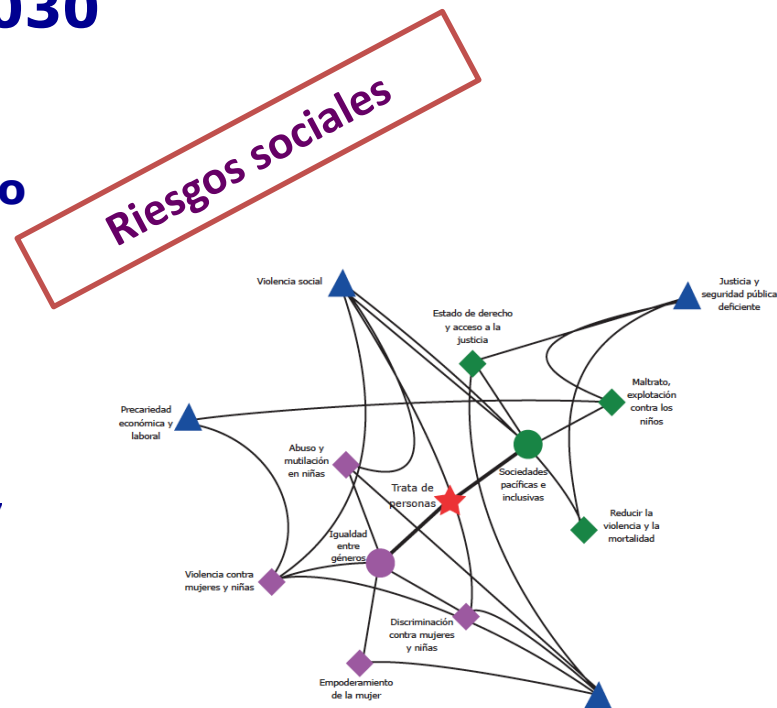 030
o
Riesgos sociales
Violencia social
Justicia y
seguridad pública
deficiente
Estado de derecho
y acceso a la
justicia
Maltrato,
explotación
contra los
niños
Precariedad
económica y
laboral
Abuso y
mutilación
en niñas
Sociedades
pacíficas e
inclusivas
Trata de
personas
Reducir la
violencia y la
mortalidad
Igualdad
entre
géneros
Violencia contra
mujeres y niñas
Discriminación
contra mujeres
y niñas
Empoderamiento
de la mujer